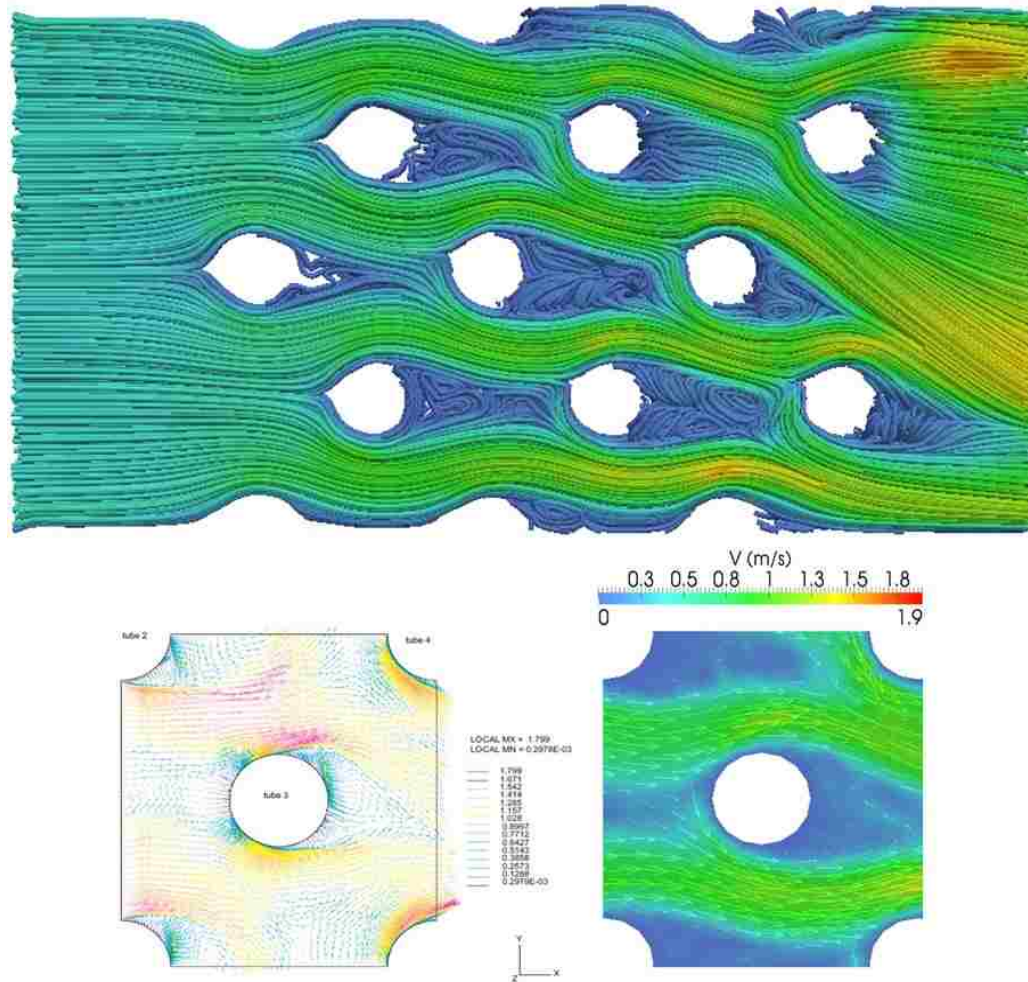 V (m/s)
0.3 0.5 0.8 1 1.3 1.5 1.8
0 1.9
tube 2
tube 4
tube 3
LOCAL MX = 1.799
LOCAL MN = 0.2979E-03
1.799
1.671
1.542
1.414
1.285
1.157
1.028
0.8997
0.7712
0.6427
0.5143
0.3858
0.2573
0.1288
0.2979E-03
Y
Z X